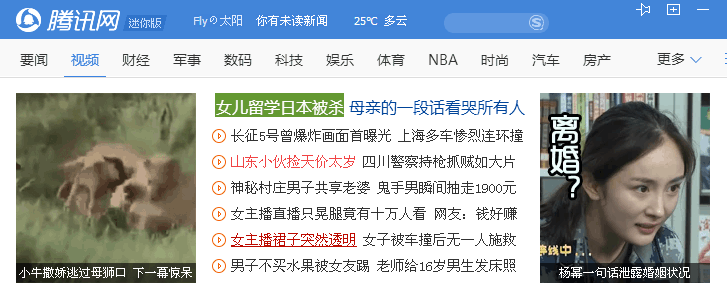 腾讯网 迷你版 Flyの太阳 你有未读新闻 25℃ 多云
要闻 视频 财经 军事 数码 科技 娱乐 体育 NBA 时尚 汽车 房产 更多
女儿留学日本被杀 母亲的一段话看哭所有人
长征5号曾爆炸画面首曝光 上海多车惨烈连环撞
山东小伙捡天价太岁 四川警察持枪抓贼如大片
神秘村庄男子共享老婆 鬼手男瞬间抽走1900元
女主播直播只晃腿竟有十万人看 网友：钱好赚
女主播裙子突然透明 女子被车撞后无一人施救
男子不买水果被女友踢 老师给16岁男生发床照
小牛撒娇逃过母狮口 下一幕惊呆
离婚？
停线中...
杨幂一句话泄露婚姻状况